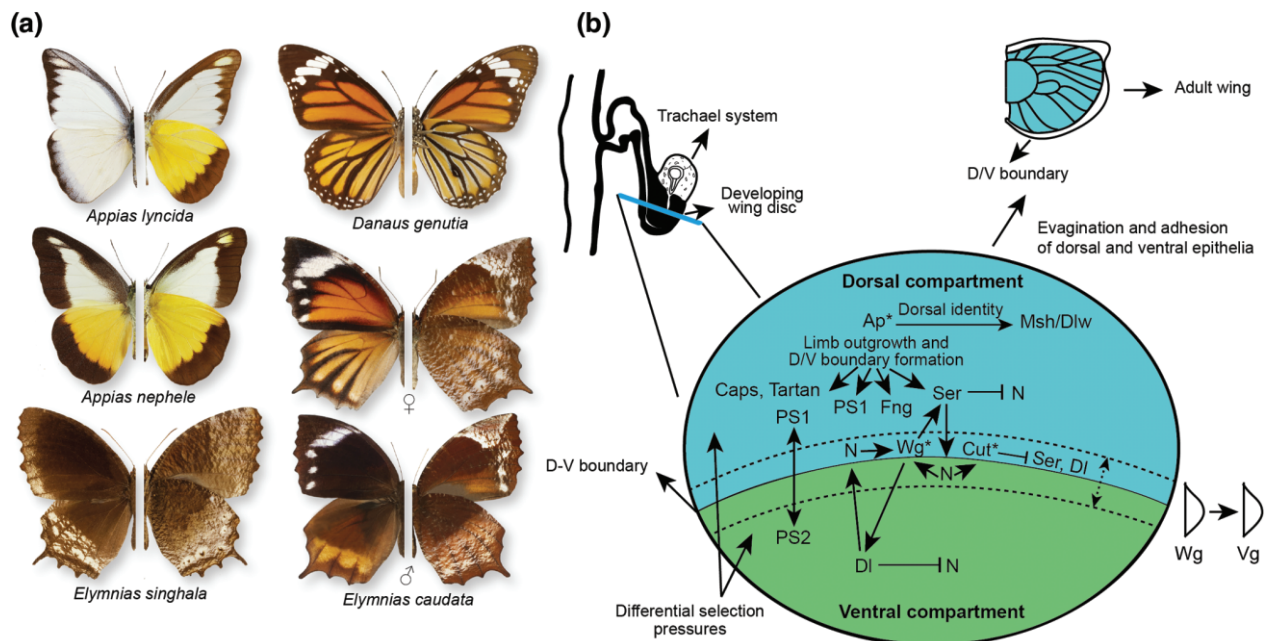 (a)
Appias lyncida
Danaus genutia
Appias nephele
♀
Elymnias singhala
♂
Elymnias caudata
(b)
Trachael system
Developing
wing disc
Adult wing
D/V boundary
Evagination and adhesion
of dorsal and ventral epithelia
Dorsal compartment
Ap* Dorsal identity Msh/Dlw
Limb outgrowth and
D/V boundary formation
Caps, Tartan PS1 Fng Ser N
PS1
N Wg* Cut* Ser, Dl
N
D-V boundary
PS2
Dl N
Wg Vg
Differential selection
pressures
Ventral compartment